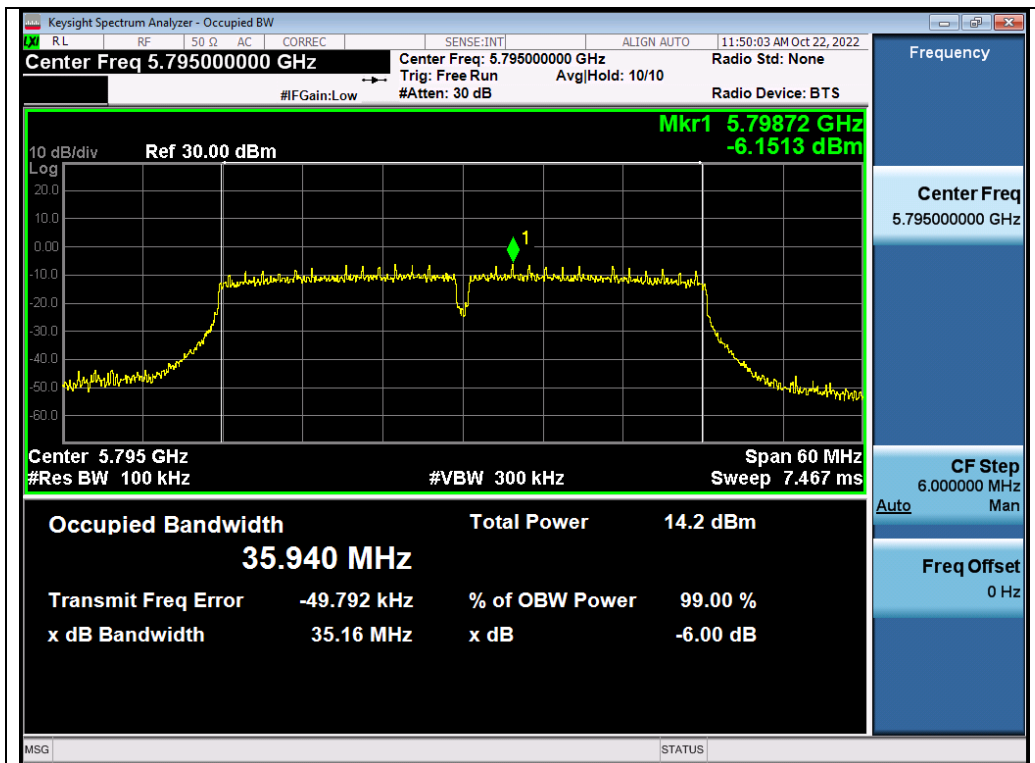 Keysight Spectrum Analyzer - Occupied BW
LXI RL RF 50 Ω AC CORREC SENSE:INT ALIGN AUTO 11:50:03 AM Oct 22, 2022
Center Freq 5.795000000 GHz
#IFGain:Low
Center Freq: 5.795000000 GHz
Trig: Free Run Avg|Hold: 10/10
#Atten: 30 dB
Radio Std: None
Radio Device: BTS
Frequency
Mkr1 5.79872 GHz
-6.1513 dBm
10 dB/div Ref 30.00 dBm
Log
20.0
10.0
0.00
-10.0
-20.0
-30.0
-40.0
-50.0
-60.0
1
Center 5.795 GHz Span 60 MHz
#Res BW 100 kHz #VBW 300 kHz Sweep 7.467 ms
Center Freq
5.795000000 GHz
CF Step
6.000000 MHz
Auto Man
Freq Offset
0 Hz
Occupied Bandwidth Total Power 14.2 dBm
35.940 MHz
Transmit Freq Error -49.792 kHz % of OBW Power 99.00 %
x dB Bandwidth 35.16 MHz x dB -6.00 dB
MSG STATUS